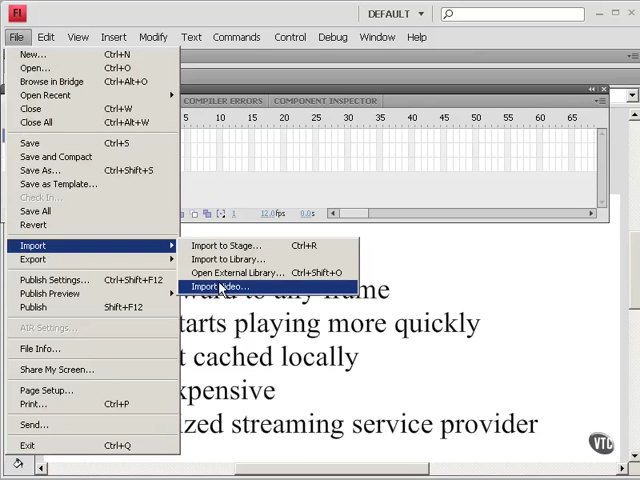 Fl
DEFAULT
File Edit View Insert Modify Text Commands Control Debug Window Help
New... Ctrl+N
Open... Ctrl+O
Browse in Bridge Ctrl+Alt+O
Open Recent
Close Ctrl+W
Close All Ctrl+Alt+W
Save Ctrl+S
Save and Compact
Save As... Ctrl+Shift+S
Save as Template...
Check In...
Save All
Revert
Import
Export
Publish Settings... Ctrl+Shift+F12
Publish Preview
Publish Shift+F12
AIR Settings...
File Info...
Share My Screen...
Page Setup...
Print... Ctrl+P
Send...
Exit Ctrl+Q
Import to Stage... Ctrl+R
Import to Library...
Open External Library... Ctrl+Shift+O
Import Video...
COMPILER ERRORS COMPONENT INSPECTOR
5 10 15 20 25 30 35 40 45 50 55 60 65
1 12.0fps 0.0s
ward to any frame
tarts playing more quickly
t cached locally
xpensive
ized streaming service provider
VTC